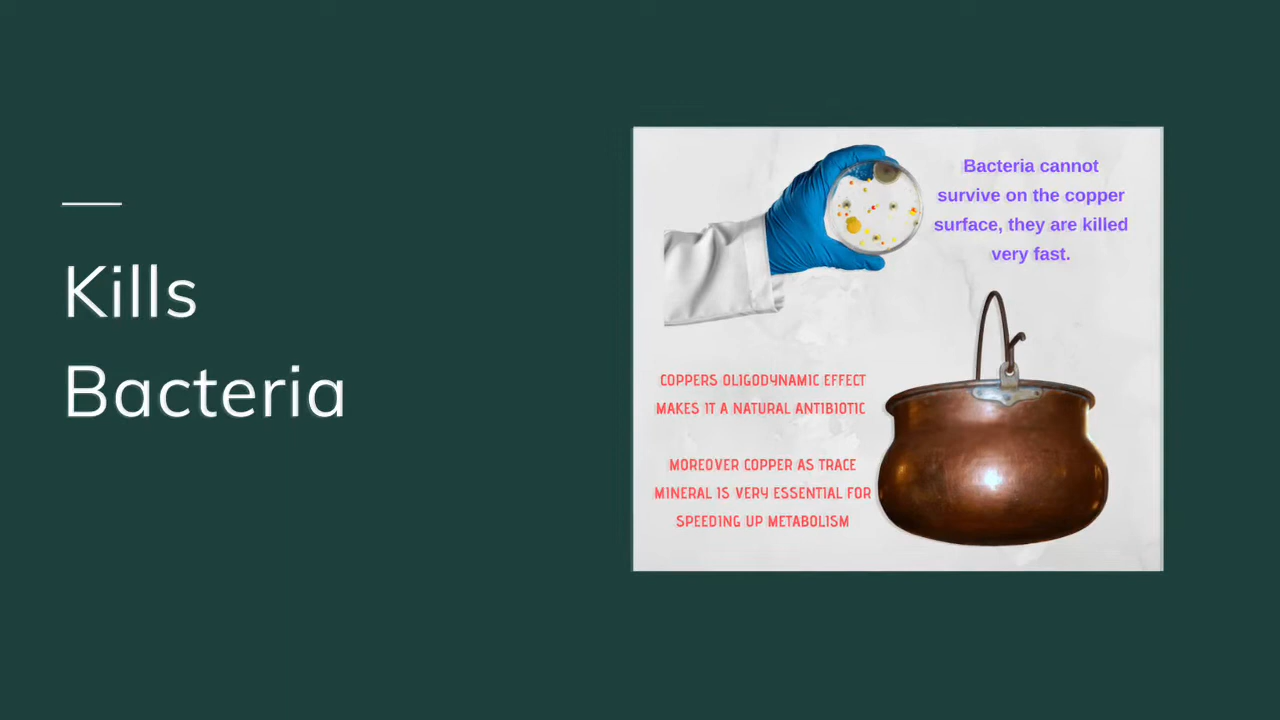 Kills
Bacteria
Bacteria cannot
survive on the copper
surface, they are killed
very fast.
COPPERS OLIGODYNAMIC EFFECT
MAKES IT A NATURAL ANTIBIOTIC
MOREOVER COPPER AS TRACE
MINERAL IS VERY ESSENTIAL FOR
SPEEDING UP METABOLISM